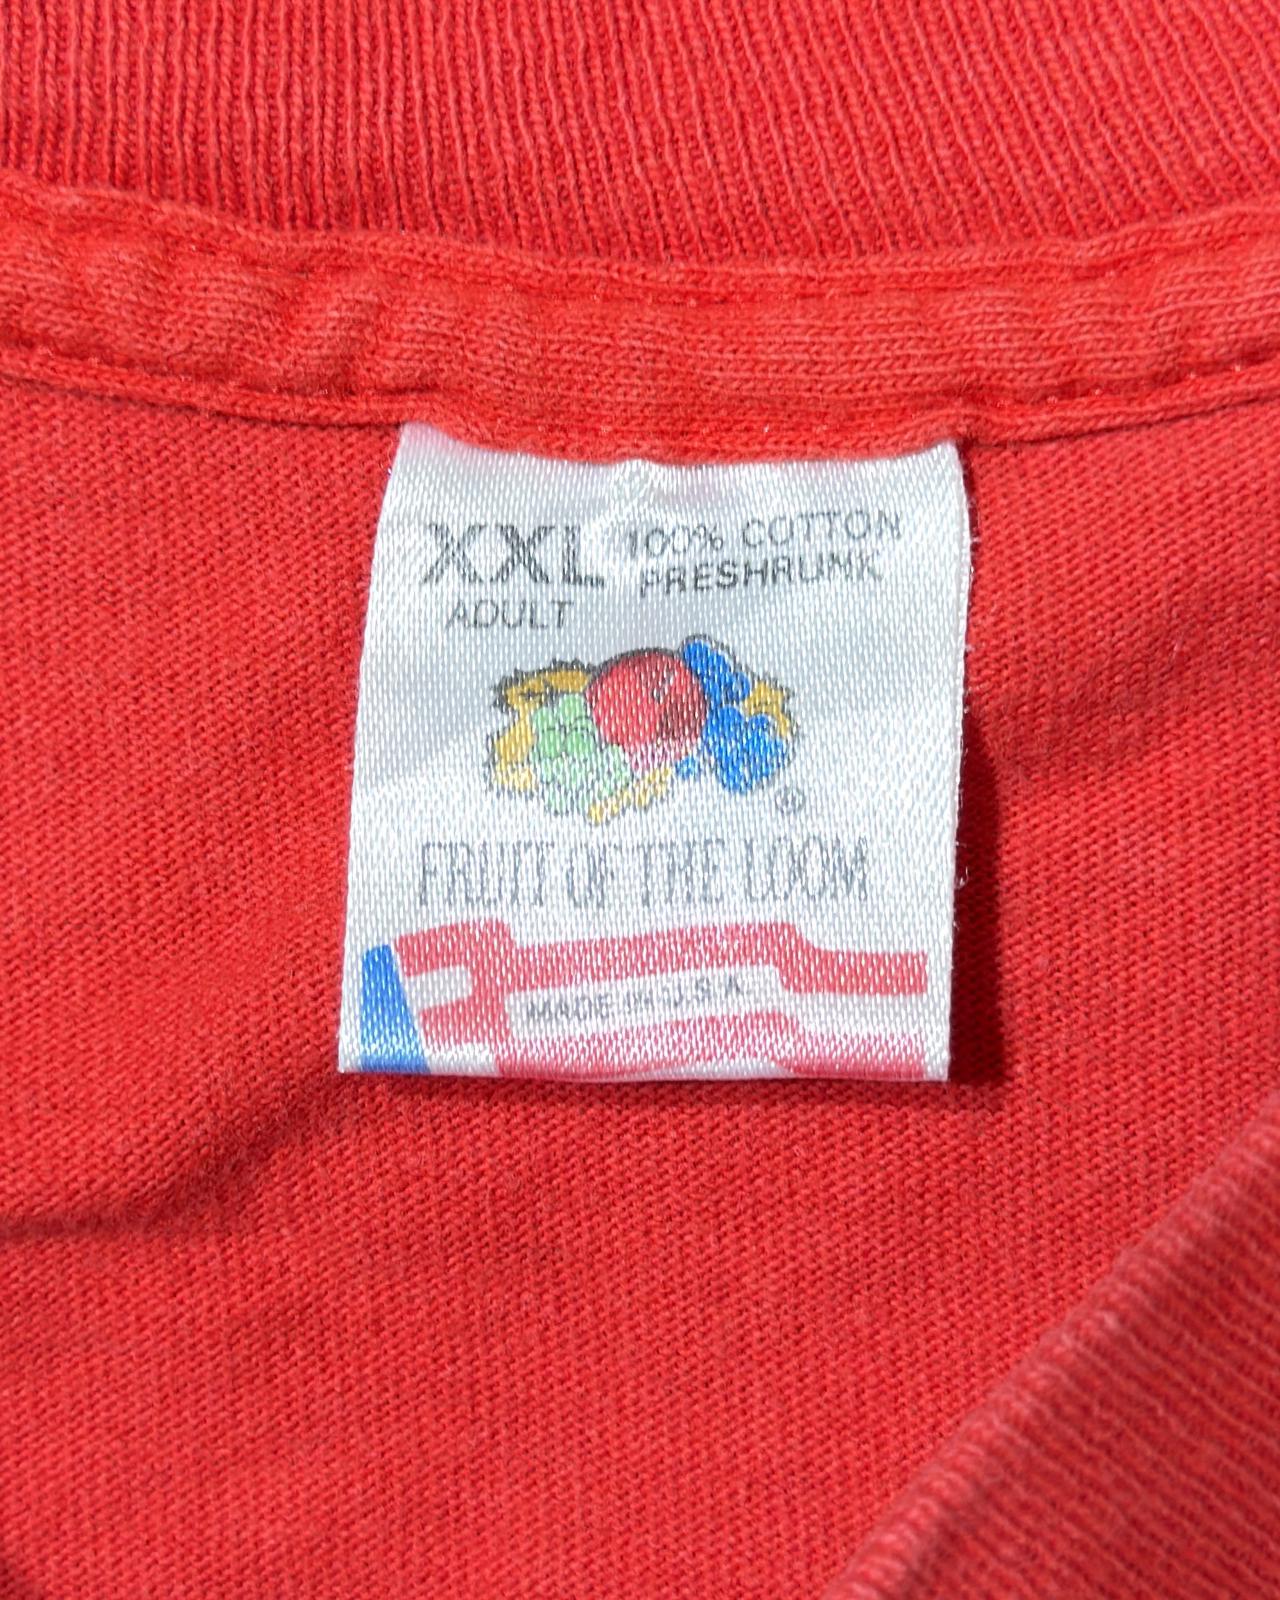 XXL 100% COTTON
ADULT PRESHRUNK
®
FRUIT OF THE LOOM
MADE IN U.S.A.